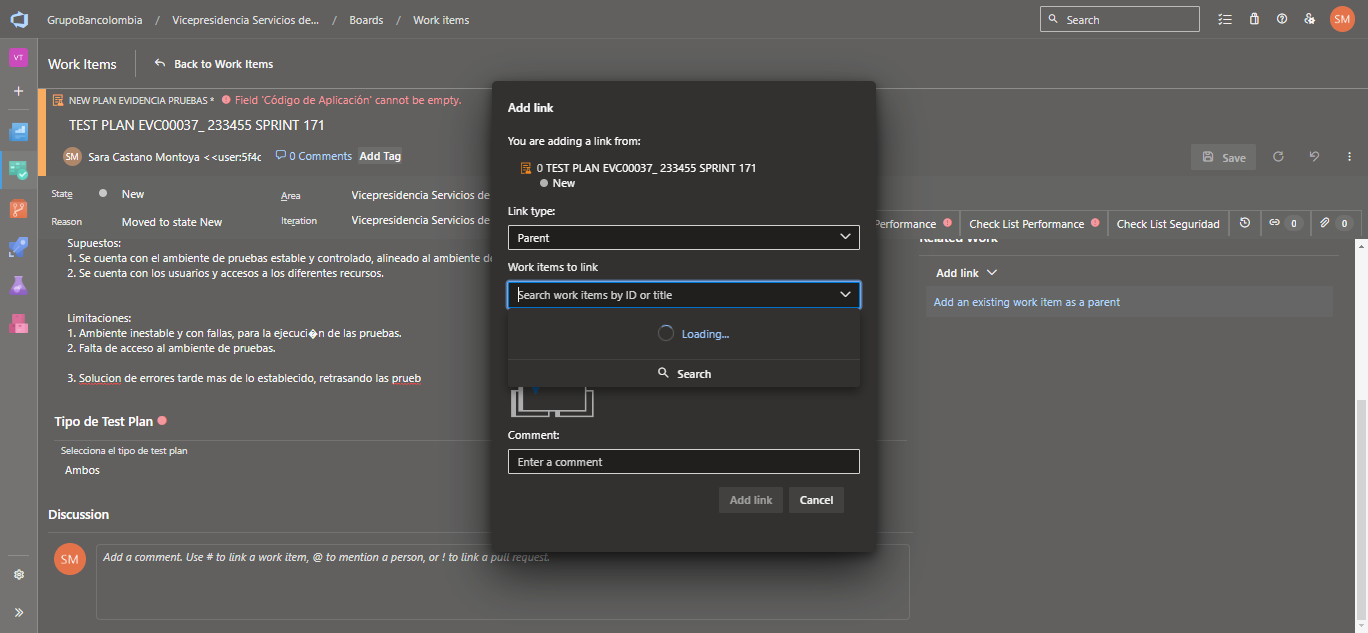 GrupoBancolombia / Vicepresidencia Servicios de... / Boards / Work items
Search
SM
VT
Work Items
Back to Work Items
NEW PLAN EVIDENCIA PRUEBAS * Field 'Código de Aplicación' cannot be empty.
TEST PLAN EVC00037_ 233455 SPRINT 171
SM Sara Castano Montoya <<user:5f4c
0 Comments
Add Tag
Save
State New
Area Vicepresidencia Servicios de
Reason Moved to state New
Iteration Vicepresidencia Servicios de
Performance
Check List Performance
Check List Seguridad
0
0
Supuestos:
1. Se cuenta con el ambiente de pruebas estable y controlado, alineado al ambiente de
2. Se cuenta con los usuarios y accesos a los diferentes recursos.
Limitaciones:
1. Ambiente inestable y con fallas, para la ejecuci�n de las pruebas.
2. Falta de acceso al ambiente de pruebas.
3. Solucion de errores tarde mas de lo establecido, retrasando las prueb
Tipo de Test Plan
Selecciona el tipo de test plan
Ambos
Discussion
SM
Add a comment. Use # to link a work item, @ to mention a person, or ! to link a pull request.
Add link
You are adding a link from:
0 TEST PLAN EVC00037_ 233455 SPRINT 171
New
Link type:
Parent
Work items to link
Search work items by ID or title
Loading...
Search
Comment:
Enter a comment
Add link
Cancel
Related Work
Add link
Add an existing work item as a parent